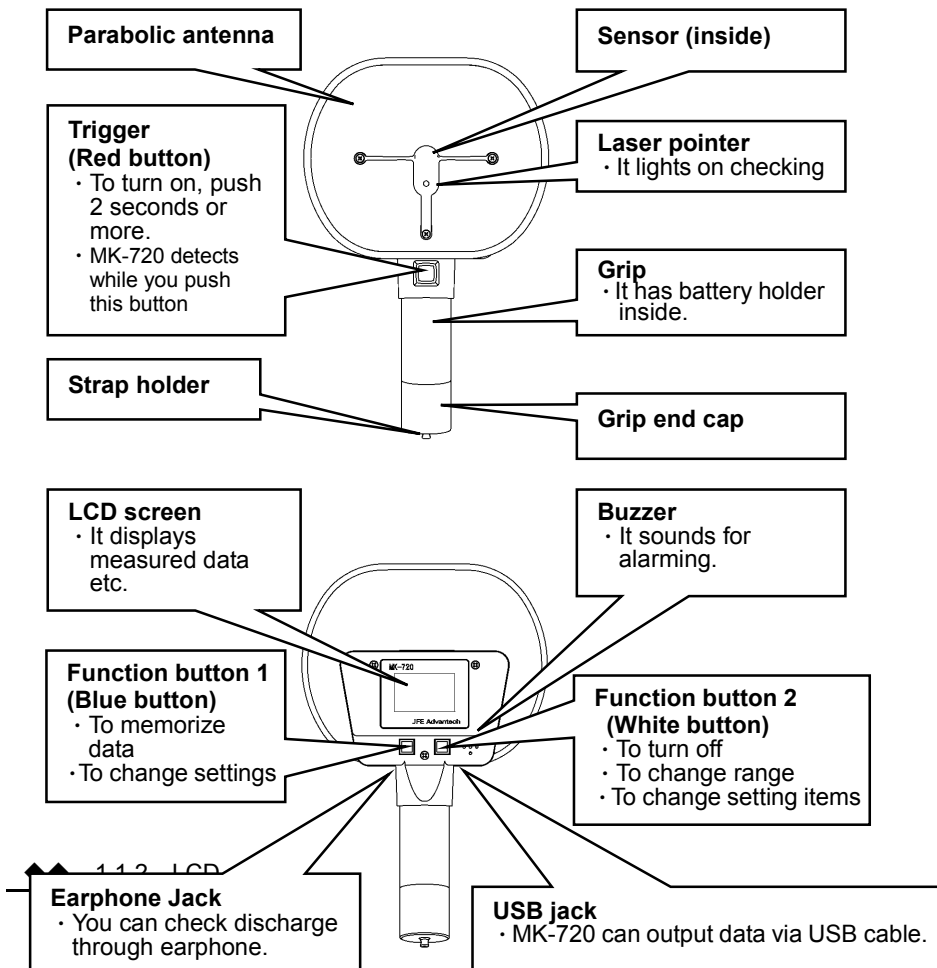 Parabolic antenna
Sensor (inside)
Trigger
(Red button)
・To turn on, push
2 seconds or
more.
・MK-720 detects
while you push
this button
Laser pointer
・It lights on checking
Grip
・It has battery holder
inside.
Strap holder
Grip end cap
LCD screen
・It displays
measured data
etc.
Buzzer
・It sounds for
alarming.
MK-720
JFE Advantech
Function button 1
(Blue button)
・To memorize
data
・To change settings
Function button 2
(White button)
・To turn off
・To change range
・To change setting items
◆◆ 1.1.2 LCD
Earphone Jack
・You can check discharge
through earphone.
USB jack
・MK-720 can output data via USB cable.